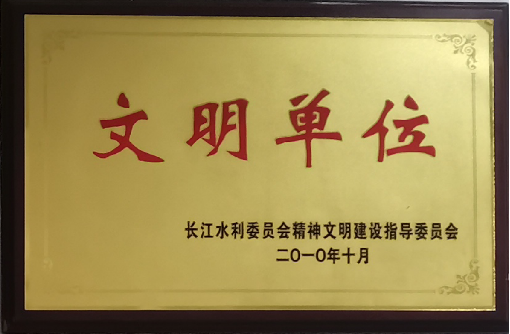 文明单位
长江水利委员会精神文明建设指导委员会
二〇一〇年十月